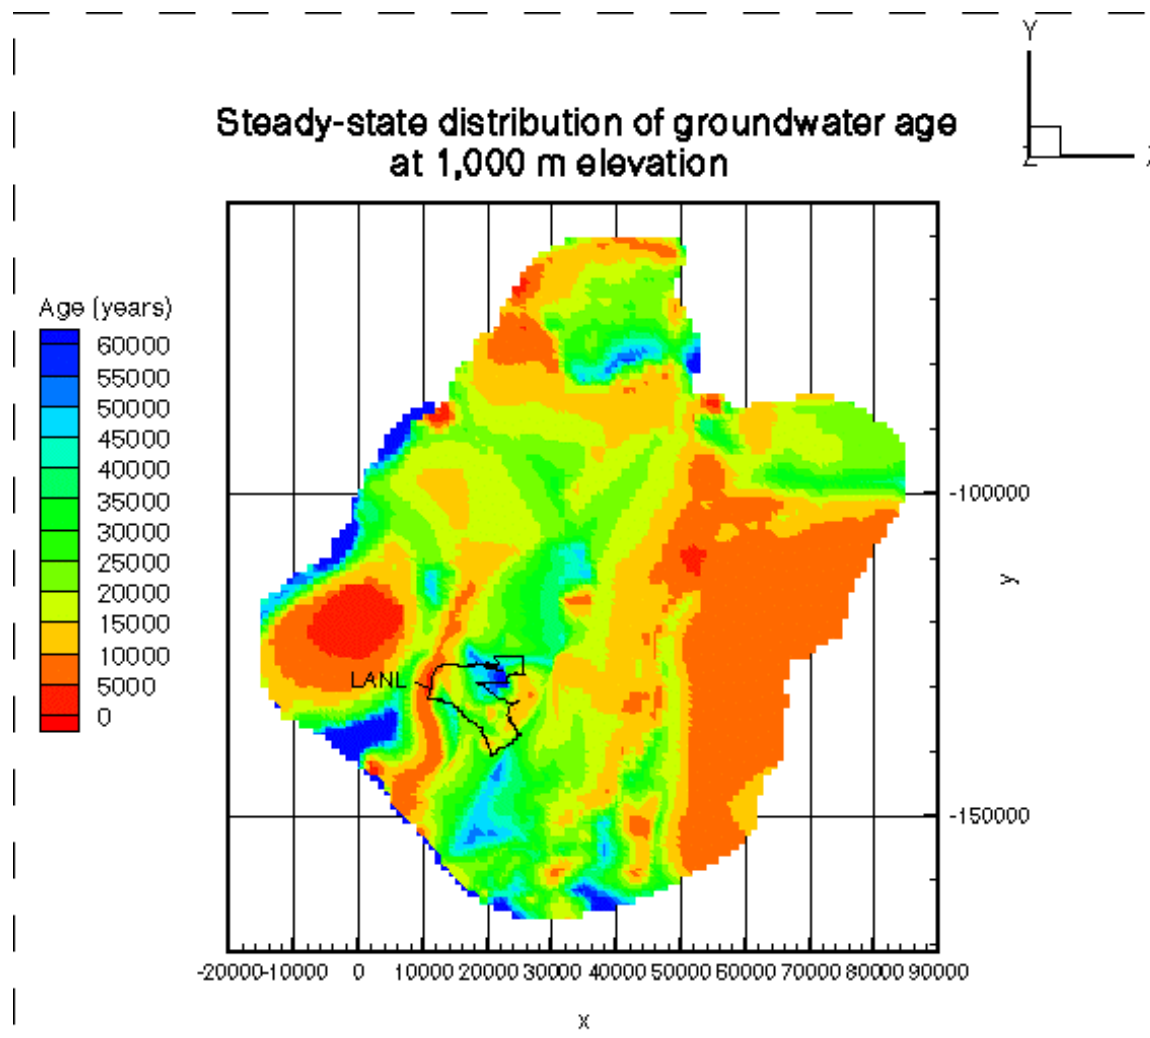 Y
Z
Steady-state distribution of groundwater age
at 1,000 m elevation
Age (years)
60000
55000
50000
45000
40000
35000
30000
25000
20000
15000
10000
5000
0
LANL
-100000
y
-150000
-20000 -10000 0 10000 20000 30000 40000 50000 60000 70000 80000 90000
x